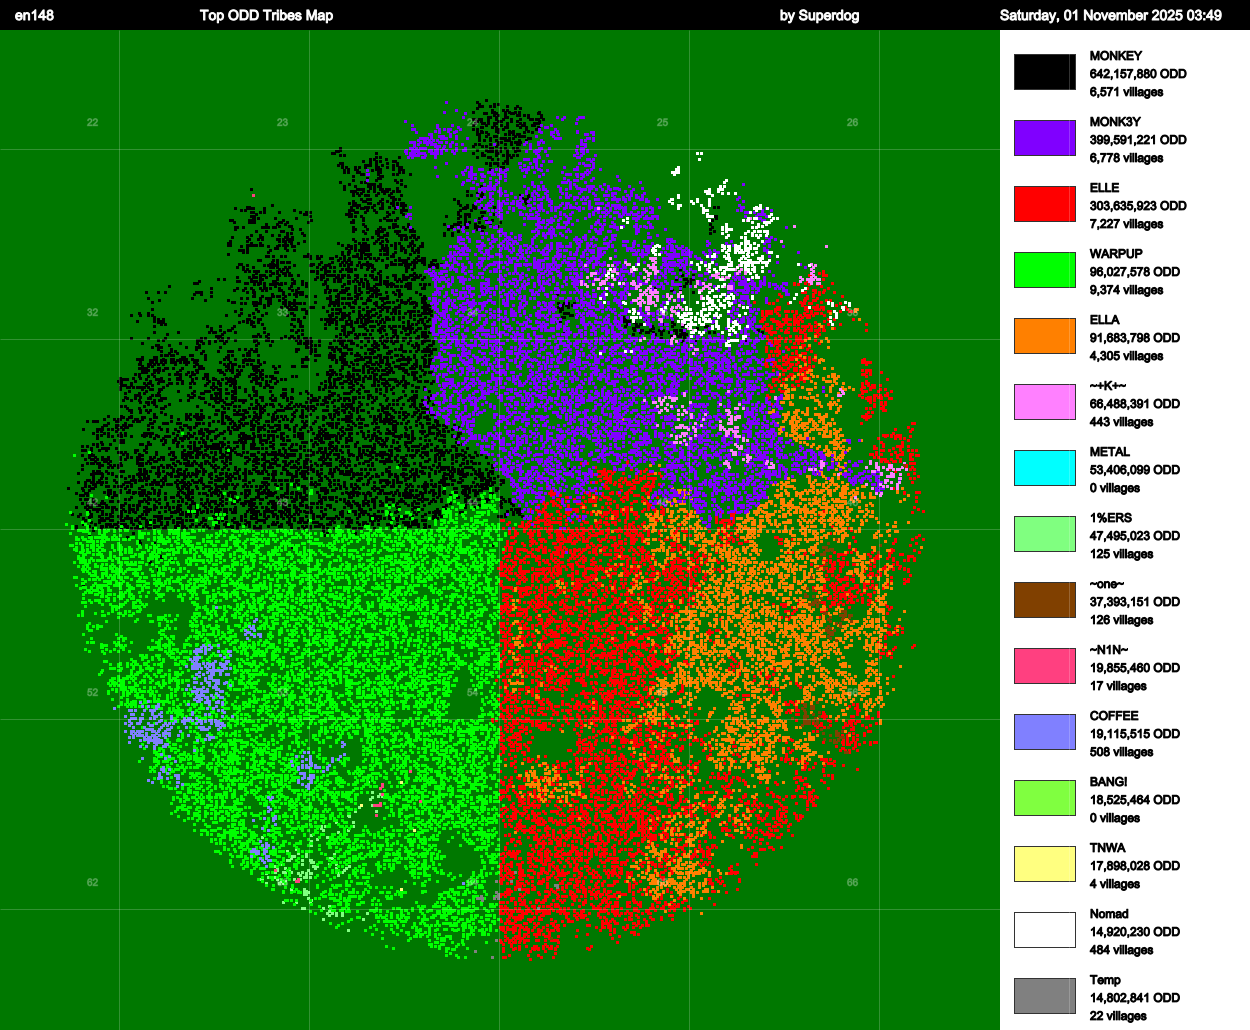 en148 Top ODD Tribes Map by Superdog Saturday, 01 November 2025 03:49
MONKEY
642,157,880 ODD
6,571 villages
MONK3Y
399,591,221 ODD
6,778 villages
ELLE
303,635,923 ODD
7,227 villages
WARPUP
96,027,578 ODD
9,374 villages
ELLA
91,683,798 ODD
4,305 villages
~+K+~
66,488,391 ODD
443 villages
METAL
53,406,099 ODD
0 villages
1%ERS
47,495,023 ODD
125 villages
~one~
37,393,151 ODD
126 villages
~N1N~
19,855,460 ODD
17 villages
COFFEE
19,115,515 ODD
508 villages
BANG!
18,525,464 ODD
0 villages
TNWA
17,898,028 ODD
4 villages
Nomad
14,920,230 ODD
484 villages
Temp
14,802,841 ODD
22 villages
22 23 25 26
32 33 34
52 54
62 66